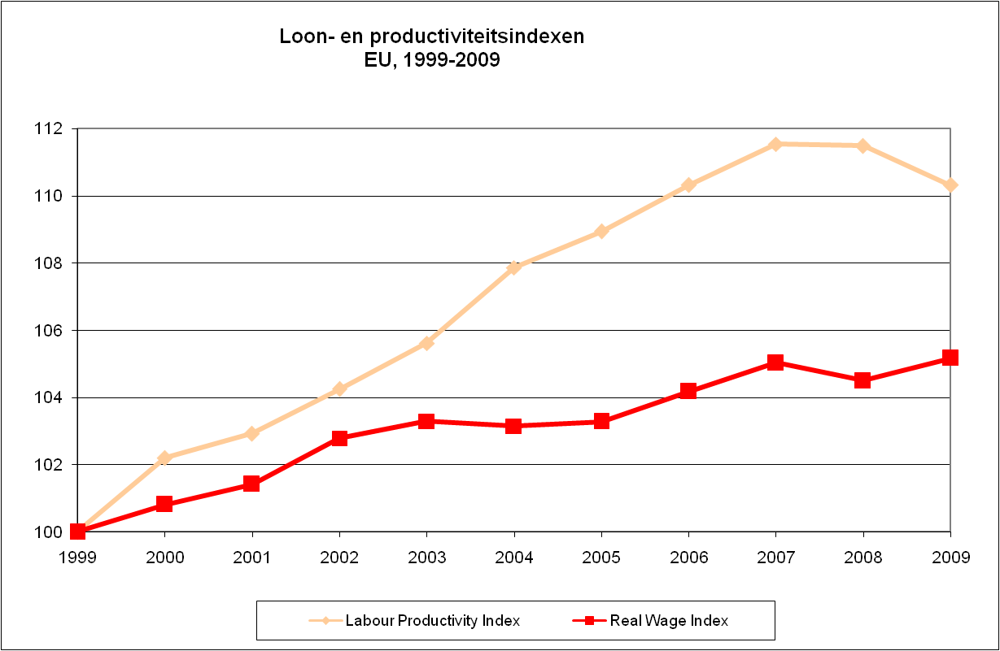 Loon- en productiviteitsindexen
EU, 1999-2009
112
110
108
106
104
102
100
1999 2000 2001 2002 2003 2004 2005 2006 2007 2008 2009
Labour Productivity Index Real Wage Index